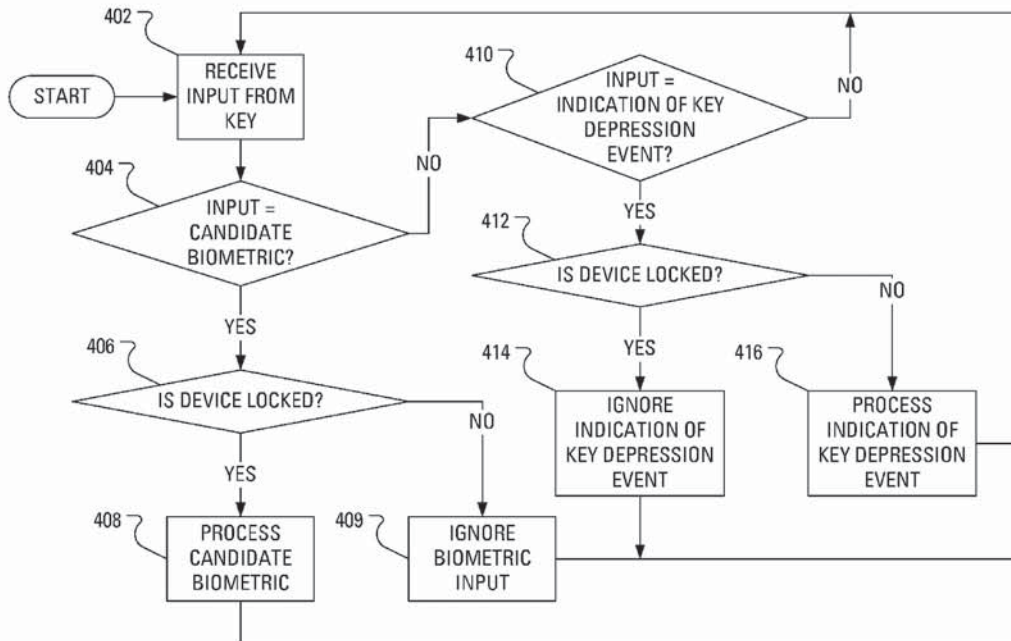 402
START
RECEIVE
INPUT FROM
KEY
404
INPUT =
CANDIDATE
BIOMETRIC?
NO
YES
406
IS DEVICE LOCKED?
NO
YES
408
PROCESS
CANDIDATE
BIOMETRIC
409
IGNORE
BIOMETRIC
INPUT
410
INPUT =
INDICATION OF KEY
DEPRESSION
EVENT?
NO
YES
412
IS DEVICE LOCKED?
NO
YES
414
IGNORE
INDICATION OF
KEY DEPRESSION
EVENT
416
PROCESS
INDICATION OF
KEY DEPRESSION
EVENT